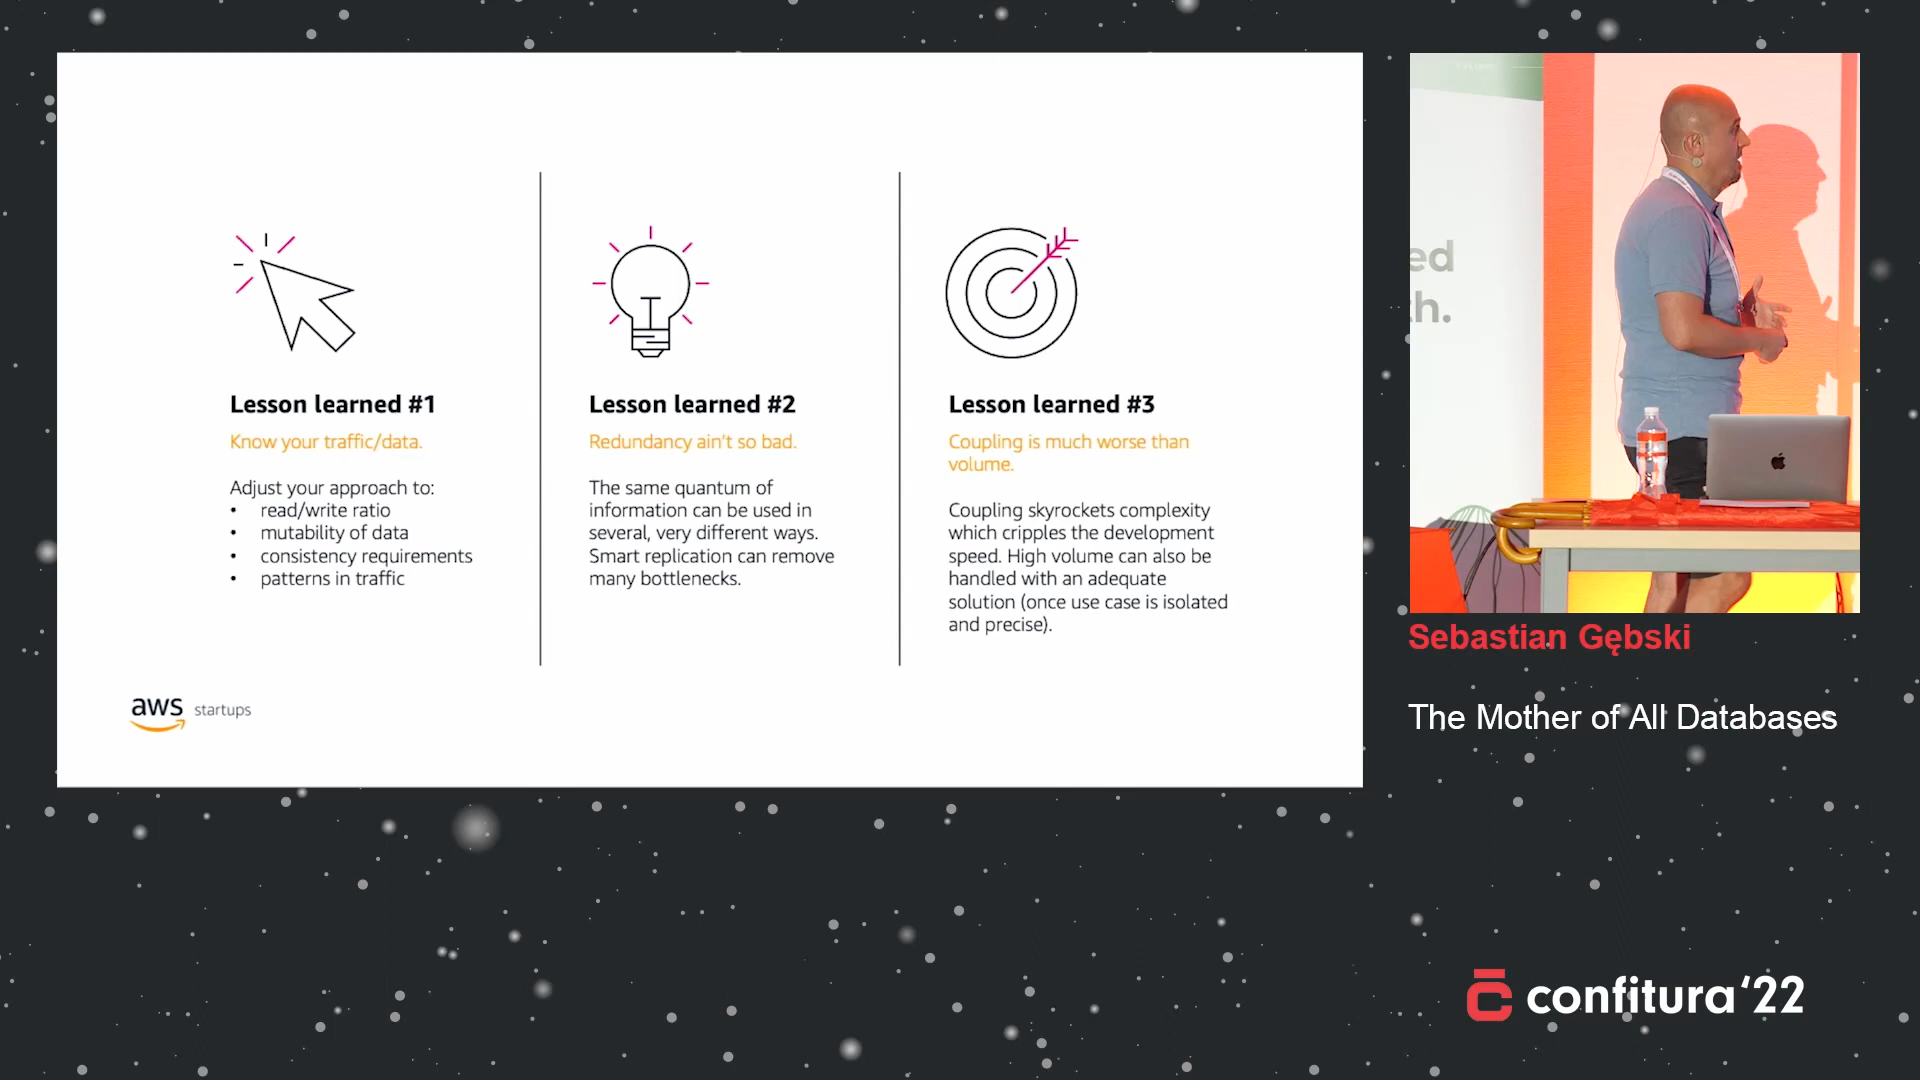 Lesson learned #1
Know your traffic/data.
Adjust your approach to:
• read/write ratio
• mutability of data
• consistency requirements
• patterns in traffic
Lesson learned #2
Redundancy ain't so bad.
The same quantum of
information can be used in
several, very different ways.
Smart replication can remove
many bottlenecks.
Lesson learned #3
Coupling is much worse than
volume.
Coupling skyrockets complexity
which cripples the development
speed. High volume can also be
handled with an adequate
solution (once use case is isolated
and precise).
aws startups
ed
th.
Sebastian Gębski
The Mother of All Databases
confitura '22